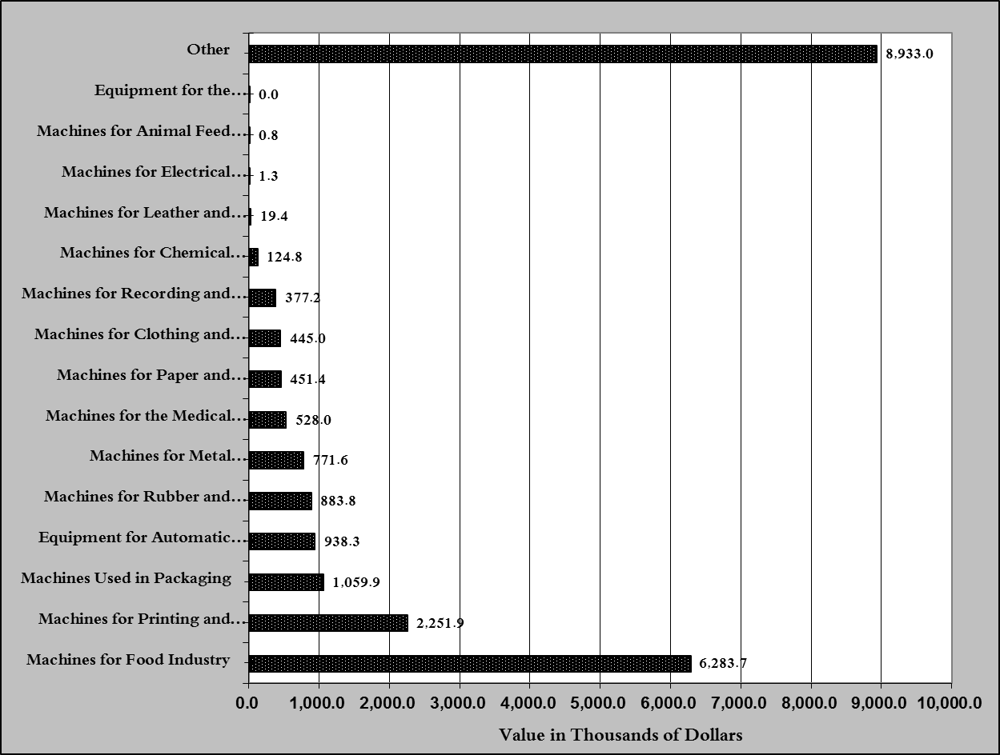 Other 8,933.0
Equipment for the... 0.0
Machines for Animal Feed... 0.8
Machines for Electrical... 1.3
Machines for Leather and... 19.4
Machines for Chemical... 124.8
Machines for Recording and... 377.2
Machines for Clothing and... 445.0
Machines for Paper and... 451.4
Machines for the Medical... 528.0
Machines for Metal... 771.6
Machines for Rubber and... 883.8
Equipment for Automatic... 938.3
Machines Used in Packaging 1,059.9
Machines for Printing and... 2,251.9
Machines for Food Industry 6,283.7
0.0 1,000.0 2,000.0 3,000.0 4,000.0 5,000.0 6,000.0 7,000.0 8,000.0 9,000.0 10,000.0
Value in Thousands of Dollars